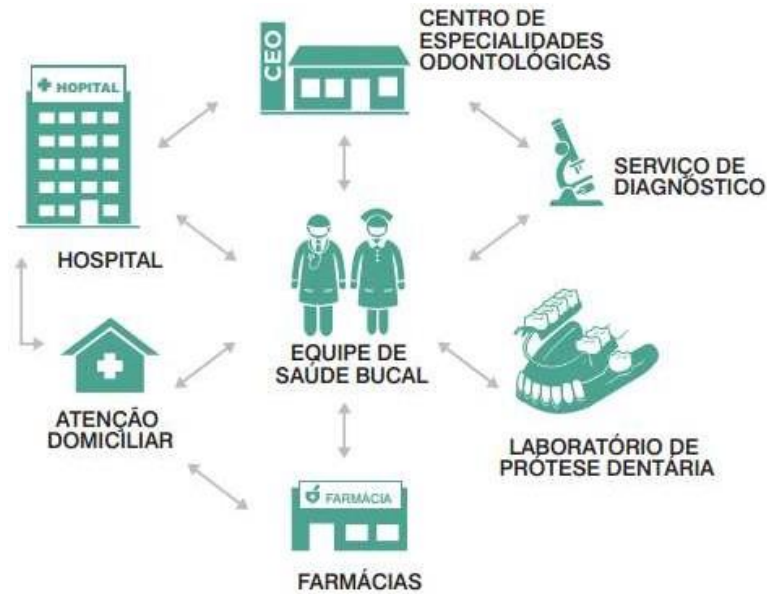 CENTRO DE
ESPECIALIDADES
ODONTOLÓGICAS
CEO
HOPITAL
SERVIÇO DE
DIAGNÓSTICO
HOSPITAL
EQUIPE DE
SAÚDE BUCAL
ATENÇÃO
DOMICILIAR
LABORATÓRIO DE
PRÓTESE DENTÁRIA
FARMÁCIA
FARMÁCIAS